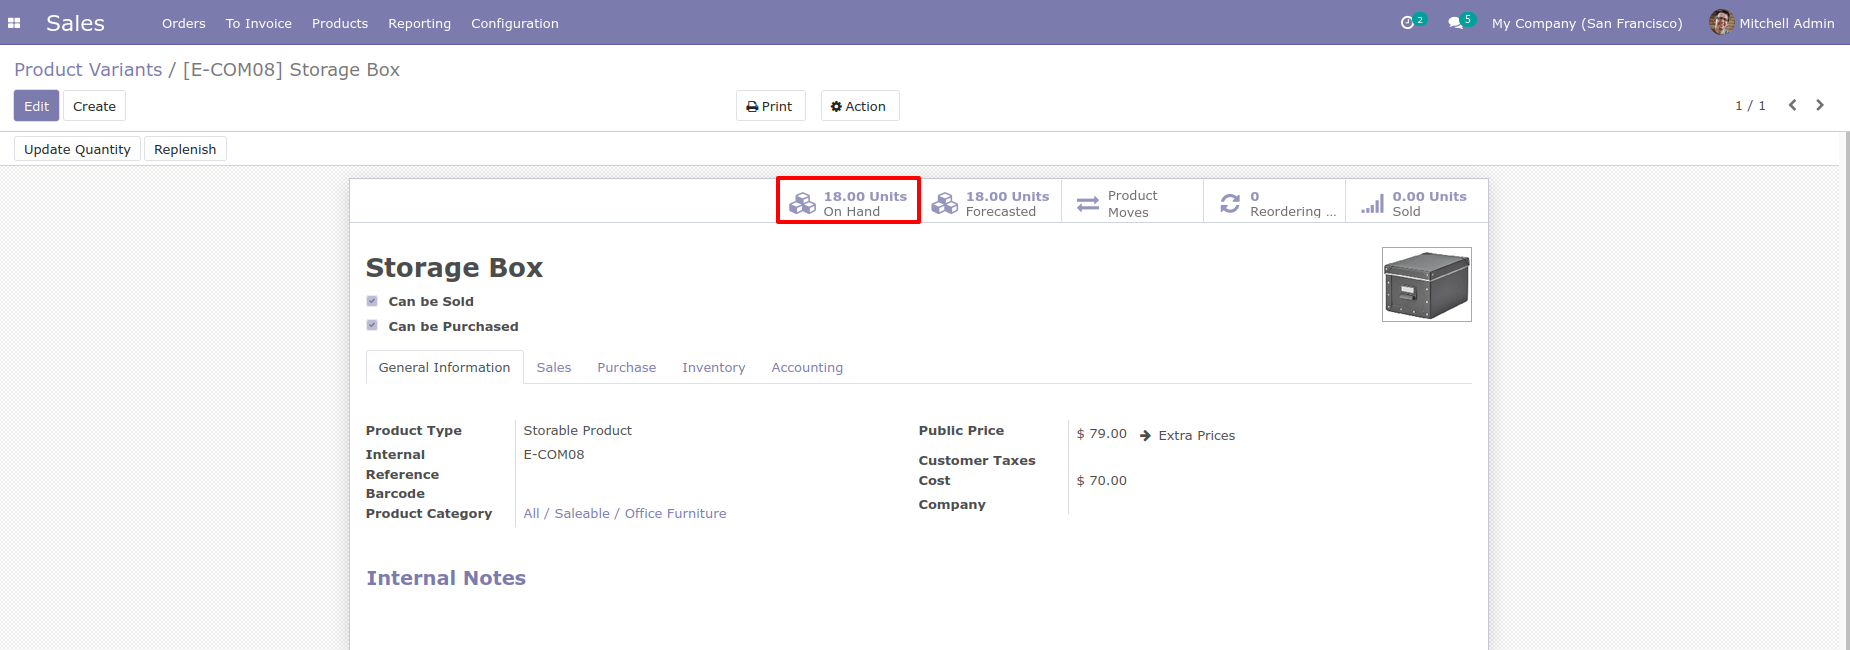 Sales Orders To Invoice Products Reporting Configuration 2 5 My Company (San Francisco) Mitchell Admin
Product Variants / [E-COM08] Storage Box
Edit Create Print Action 1 / 1
Update Quantity Replenish
18.00 Units
On Hand
18.00 Units
Forecasted
Product
Moves
0
Reordering ...
0.00 Units
Sold
Storage Box
Can be Sold
Can be Purchased
General Information Sales Purchase Inventory Accounting
Product Type Storable Product
Internal
Reference E-COM08
Barcode
Product Category All / Saleable / Office Furniture
Public Price $ 79.00 Extra Prices
Customer Taxes
Cost $ 70.00
Company
Internal Notes